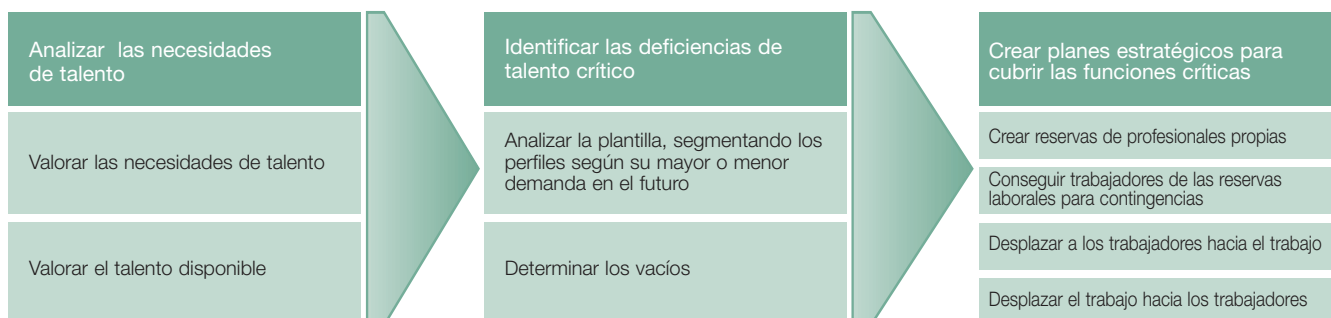 Analizar las necesidades
de talento
Valorar las necesidades de talento
Valorar el talento disponible
Identificar las deficiencias de
talento crítico
Analizar la plantilla, segmentando los
perfiles según su mayor o menor
demanda en el futuro
Determinar los vacíos
Crear planes estratégicos para
cubrir las funciones críticas
Crear reservas de profesionales propias
Conseguir trabajadores de las reservas
laborales para contingencias
Desplazar a los trabajadores hacia el trabajo
Desplazar el trabajo hacia los trabajadores